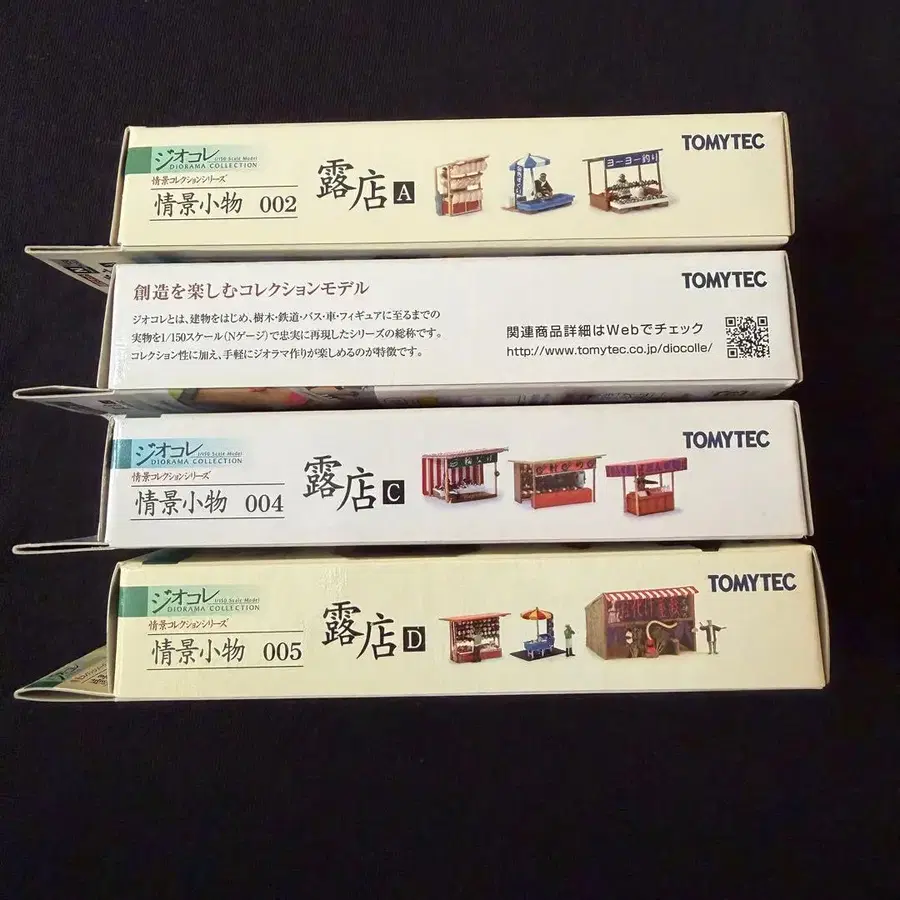 ジオコレ 1/150 Scale Model
DIORAMA COLLECTION
情景コレクションシリーズ
情景小物 002
露店 A
ヨーヨー釣り
TOMYTEC
創造を楽しむコレクションモデル
ジオコレとは、建物をはじめ、樹木・鉄道・バス・車・フィギュアに至るまでの
実物を1/150スケール(Nゲージ)で忠実に再現したシリーズの総称です。
コレクション性に加え、手軽にジオラマ作りが楽しめるのが特徴です。
TOMYTEC
関連商品詳細はWebでチェック
http://www.tomytec.co.jp/diocolle/
ジオコレ 1/150 Scale Model
DIORAMA COLLECTION
情景コレクションシリーズ
情景小物 004
露店 C
TOMYTEC
ジオコレ 1/150 Scale Model
DIORAMA COLLECTION
情景コレクションシリーズ
情景小物 005
露店 D
TOMYTEC